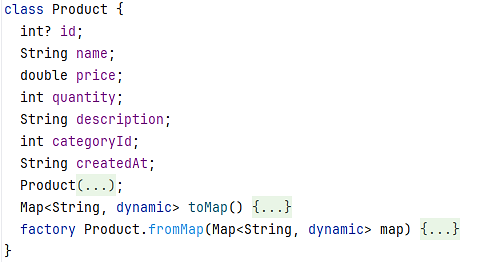 class Product {
  int? id;
  String name;
  double price;
  int quantity;
  String description;
  int categoryId;
  String createdAt;
  Product(...);
  Map<String, dynamic> toMap() {...}
  factory Product.fromMap(Map<String, dynamic> map) {...}
}